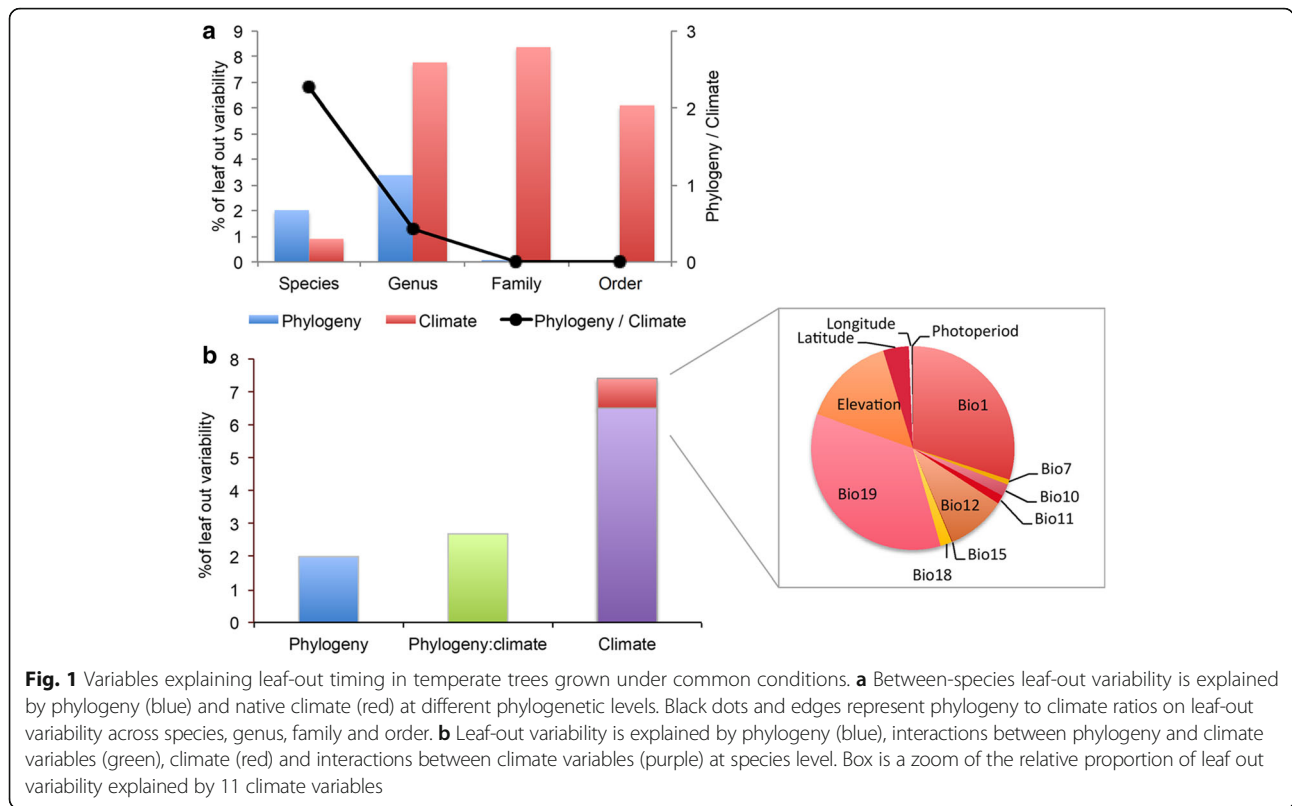 a
9
8
7
6
5
4
3
2
1
0
% of leaf out variability
3
2
1
0
Phylogeny / Climate
Species Genus Family Order
Phylogeny Climate Phylogeny / Climate
b
8
7
6
5
4
3
2
1
0
%of leaf out variability
Phylogeny Phylogeny:climate Climate
Longitude
Photoperiod
Latitude
Elevation
Bio1
Bio7
Bio10
Bio11
Bio12
Bio15
Bio18
Bio19
Fig. 1 Variables explaining leaf-out timing in temperate trees grown under common conditions. a Between-species leaf-out variability is explained
by phylogeny (blue) and native climate (red) at different phylogenetic levels. Black dots and edges represent phylogeny to climate ratios on leaf-out
variability across species, genus, family and order. b Leaf-out variability is explained by phylogeny (blue), interactions between phylogeny and climate
variables (green), climate (red) and interactions between climate variables (purple) at species level. Box is a zoom of the relative proportion of leaf out
variability explained by 11 climate variables